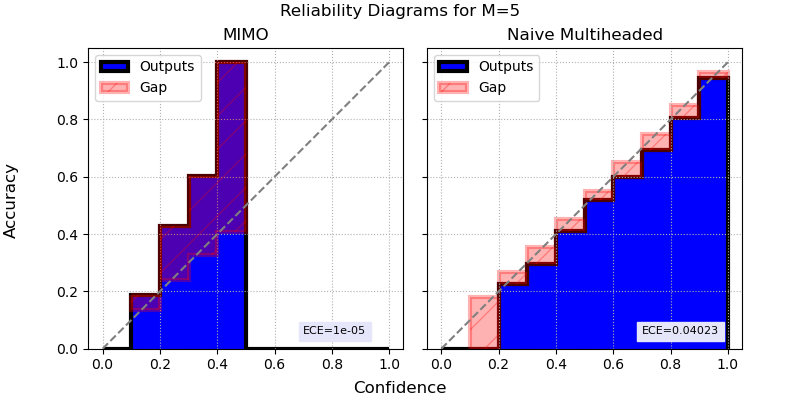 Reliability Diagrams for M=5
MIMO
Naive Multiheaded
Outputs
Gap
Outputs
Gap
1.0
0.8
0.6
0.4
0.2
0.0
Accuracy
ECE=1e-05
ECE=0.04023
0.0 0.2 0.4 0.6 0.8 1.0
0.0 0.2 0.4 0.6 0.8 1.0
Confidence